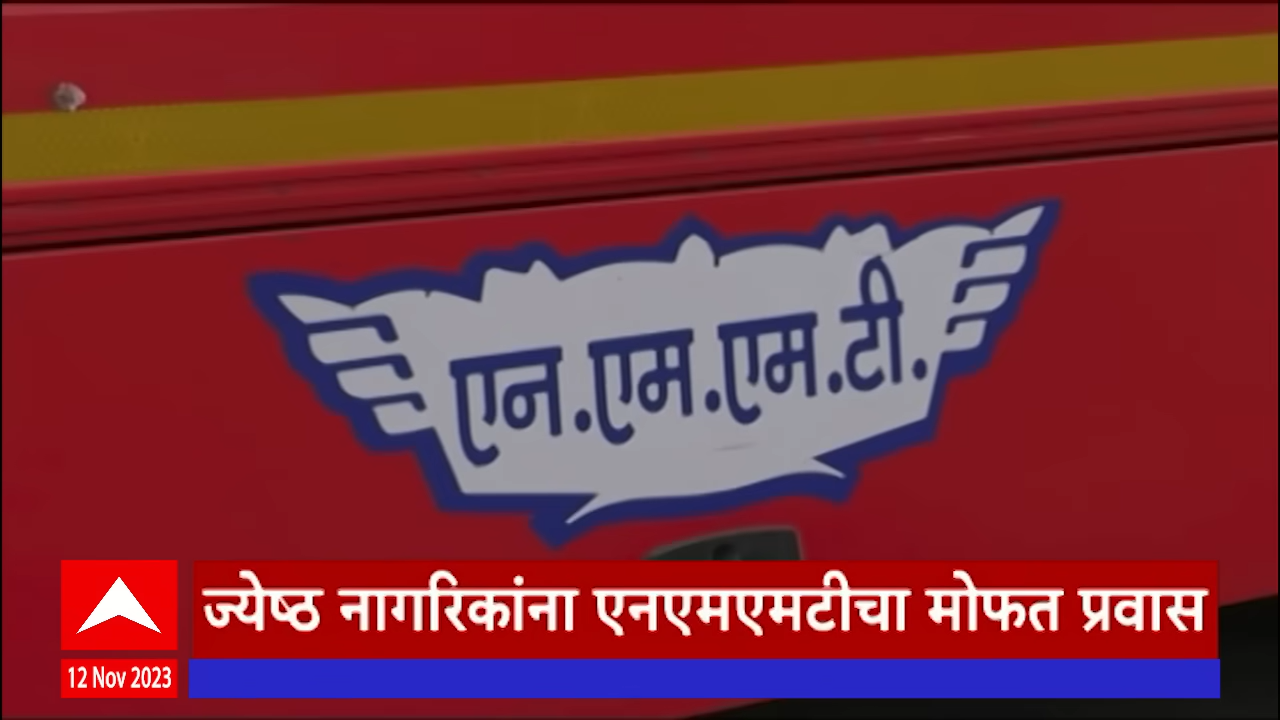 एन.एम.एम.टी.
ज्येष्ठ नागरिकांना एनएमएमटीचा मोफत प्रवास
12 Nov 2023